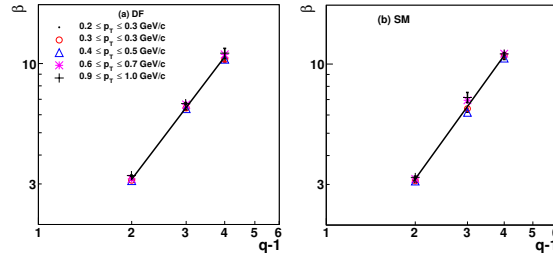 β
(a) DF
0.2 ≤ p_T ≤ 0.3 GeV/c
0.3 ≤ p_T ≤ 0.3 GeV/c
0.4 ≤ p_T ≤ 0.5 GeV/c
0.6 ≤ p_T ≤ 0.7 GeV/c
0.9 ≤ p_T ≤ 1.0 GeV/c
10
3
1 2 3 4 5 6
q-1
β
(b) SM
10
3
1 2 3 4 5 6
q-1